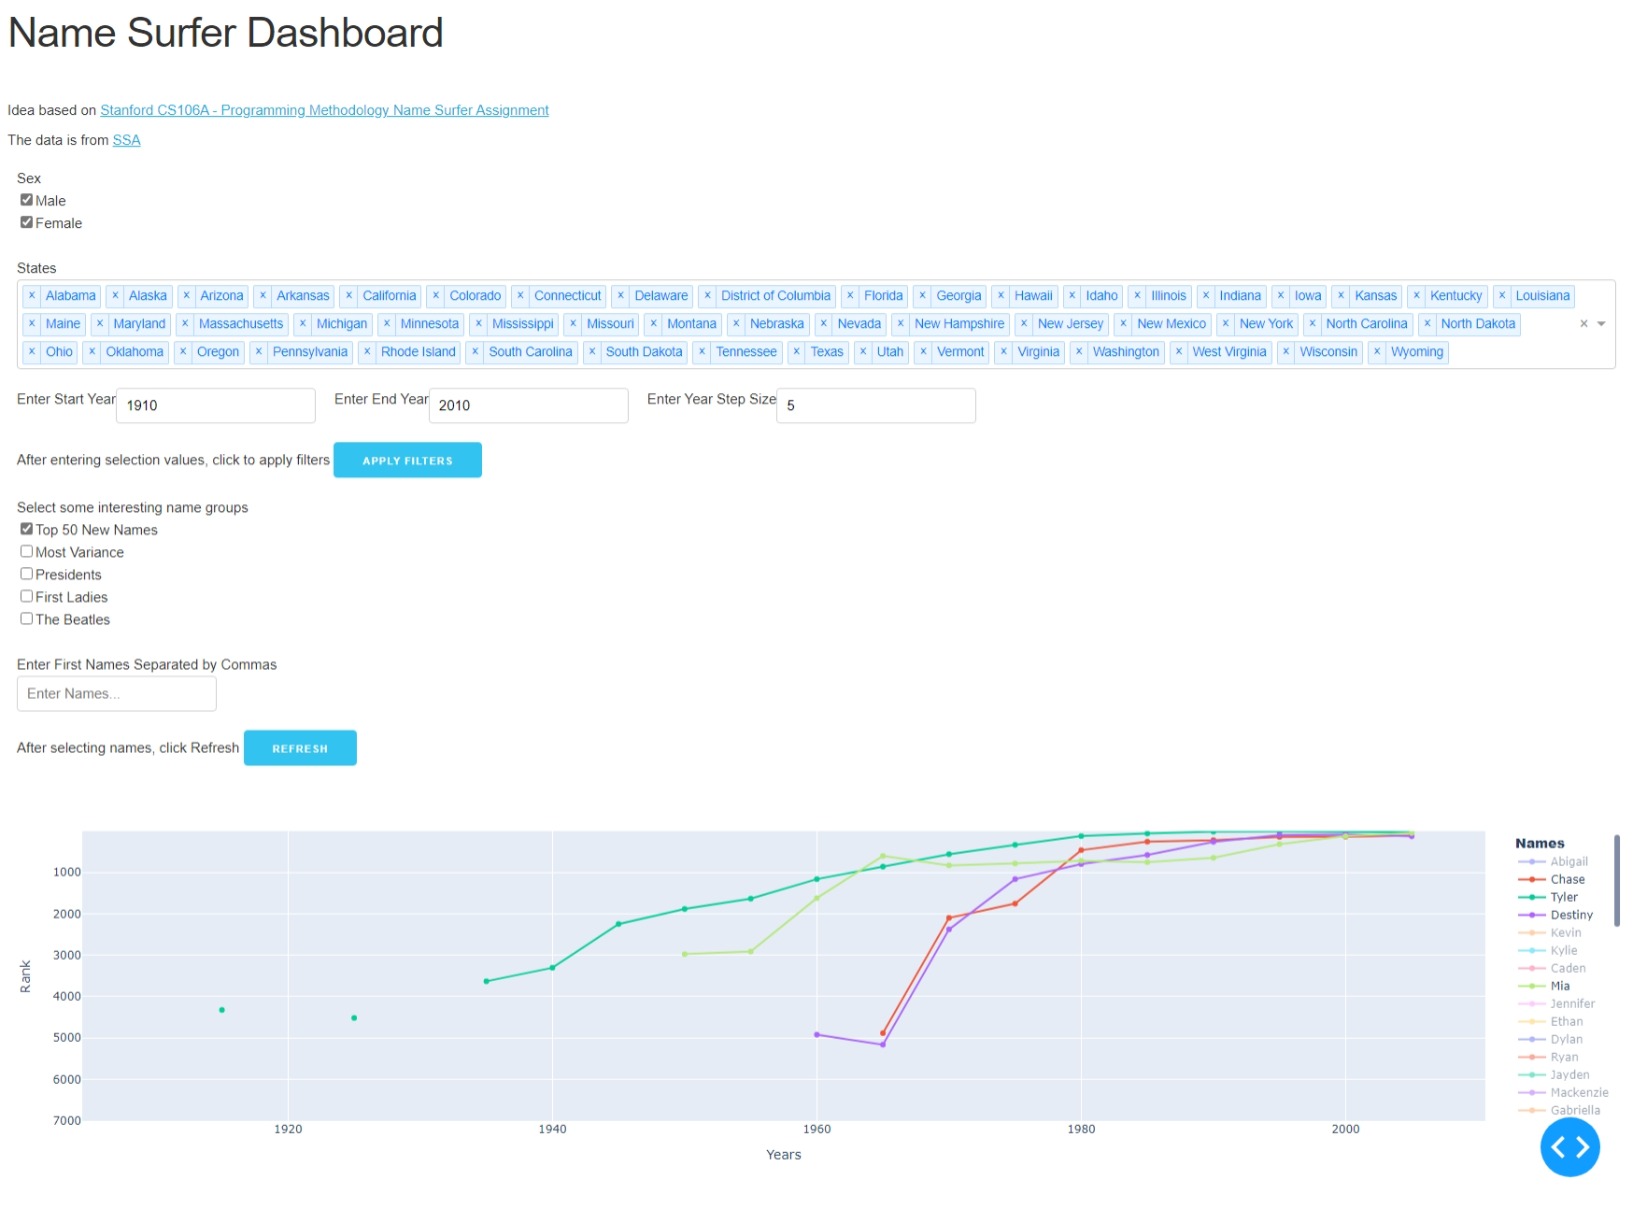 Name Surfer Dashboard
Idea based on Stanford CS106A - Programming Methodology Name Surfer Assignment
The data is from SSA
Sex
Male
Female
States
× Alabama × Alaska × Arizona × Arkansas × California × Colorado × Connecticut × Delaware × District of Columbia × Florida × Georgia × Hawaii × Idaho × Illinois × Indiana × Iowa × Kansas × Kentucky × Louisiana
× Maine × Maryland × Massachusetts × Michigan × Minnesota × Mississippi × Missouri × Montana × Nebraska × Nevada × New Hampshire × New Jersey × New Mexico × New York × North Carolina × North Dakota ×
× Ohio × Oklahoma × Oregon × Pennsylvania × Rhode Island × South Carolina × South Dakota × Tennessee × Texas × Utah × Vermont × Virginia × Washington × West Virginia × Wisconsin × Wyoming
Enter Start Year 1910 Enter End Year 2010 Enter Year Step Size 5
After entering selection values, click to apply filters APPLY FILTERS
Select some interesting name groups
Top 50 New Names
Most Variance
Presidents
First Ladies
The Beatles
Enter First Names Separated by Commas
Enter Names...
After selecting names, click Refresh REFRESH
1000
2000
3000
4000
5000
6000
7000
Rank
1920 1940 1960 1980 2000
Years
Names
Abigail
Chase
Tyler
Destiny
Kevin
Kylie
Caden
Mia
Jennifer
Ethan
Dylan
Ryan
Jayden
Mackenzie
Gabriella